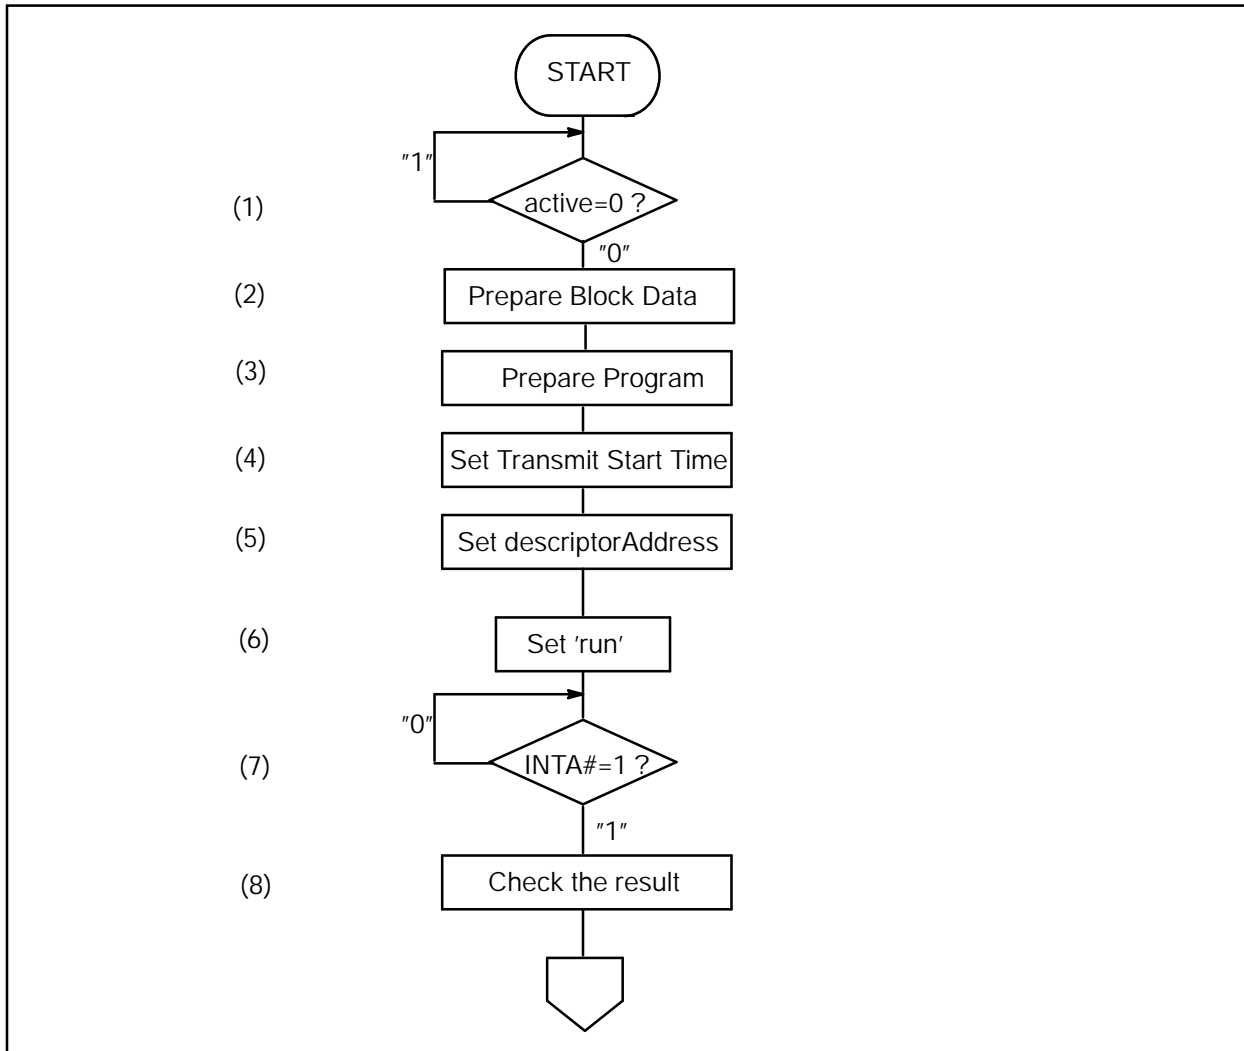 START
"1"
(1)
active=0 ?
"0"
(2)
Prepare Block Data
(3)
Prepare Program
(4)
Set Transmit Start Time
(5)
Set descriptorAddress
(6)
Set 'run'
"0"
(7)
INTA#=1 ?
"1"
(8)
Check the result